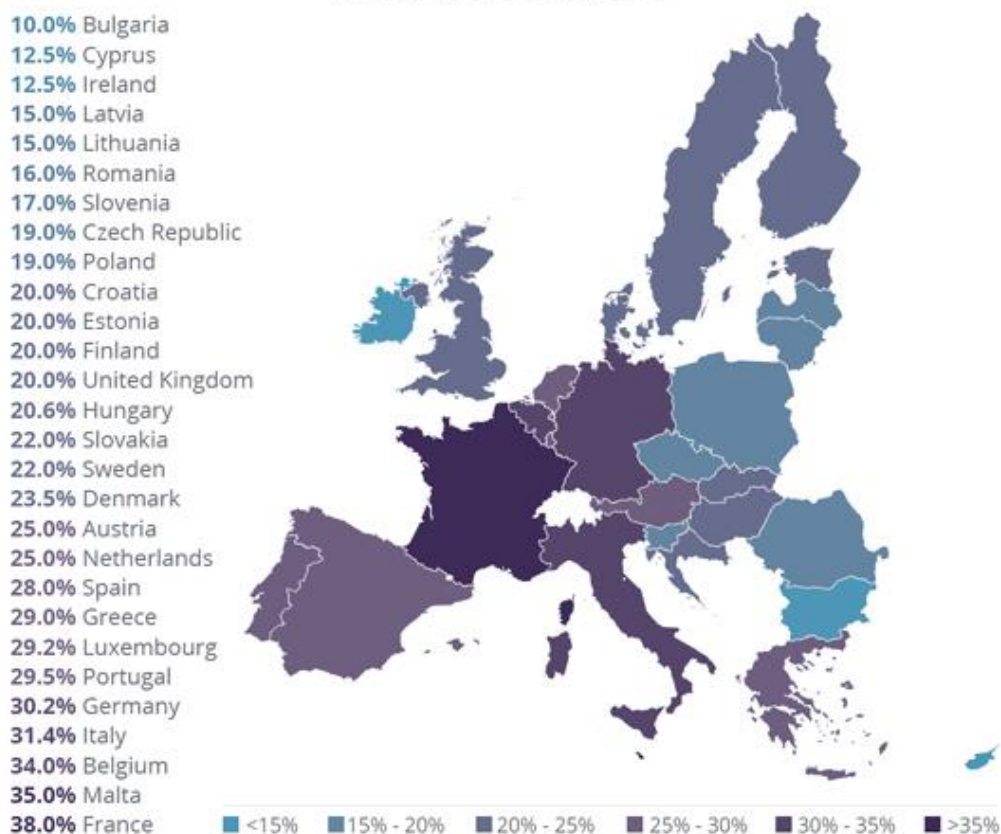 10.0% Bulgaria
12.5% Cyprus
12.5% Ireland
15.0% Latvia
15.0% Lithuania
16.0% Romania
17.0% Slovenia
19.0% Czech Republic
19.0% Poland
20.0% Croatia
20.0% Estonia
20.0% Finland
20.0% United Kingdom
20.6% Hungary
22.0% Slovakia
22.0% Sweden
23.5% Denmark
25.0% Austria
25.0% Netherlands
28.0% Spain
29.0% Greece
29.2% Luxembourg
29.5% Portugal
30.2% Germany
31.4% Italy
34.0% Belgium
35.0% Malta
38.0% France
<15% 15% - 20% 20% - 25% 25% - 30% 30% - 35% >35%